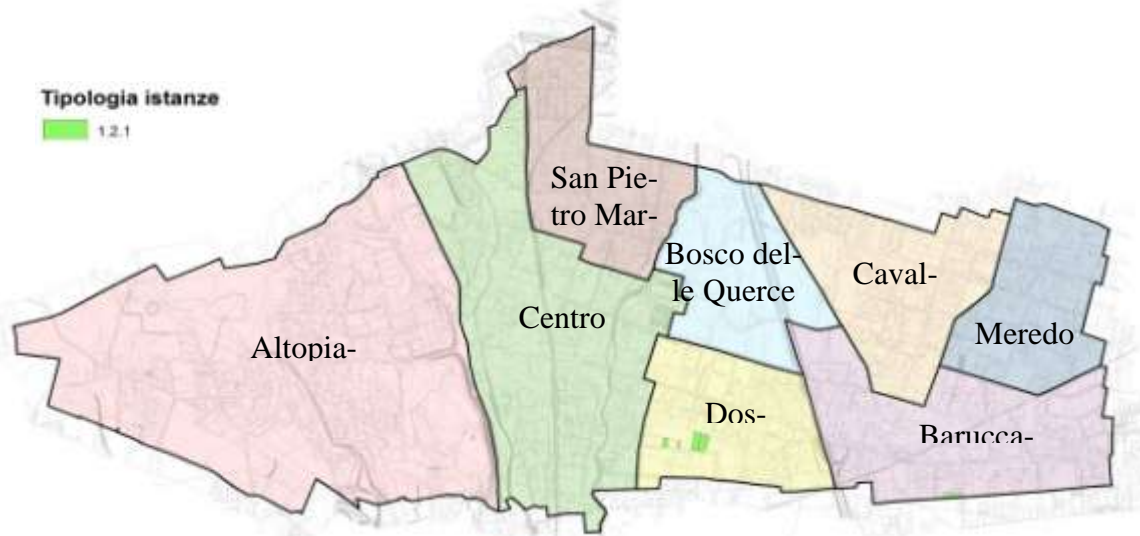 Tipologia istanze
1.2.1
San Pie-
tro Mar-
Bosco del-
le Querce
Caval-
Centro
Meredo
Altopia-
Dos-
Barucca-